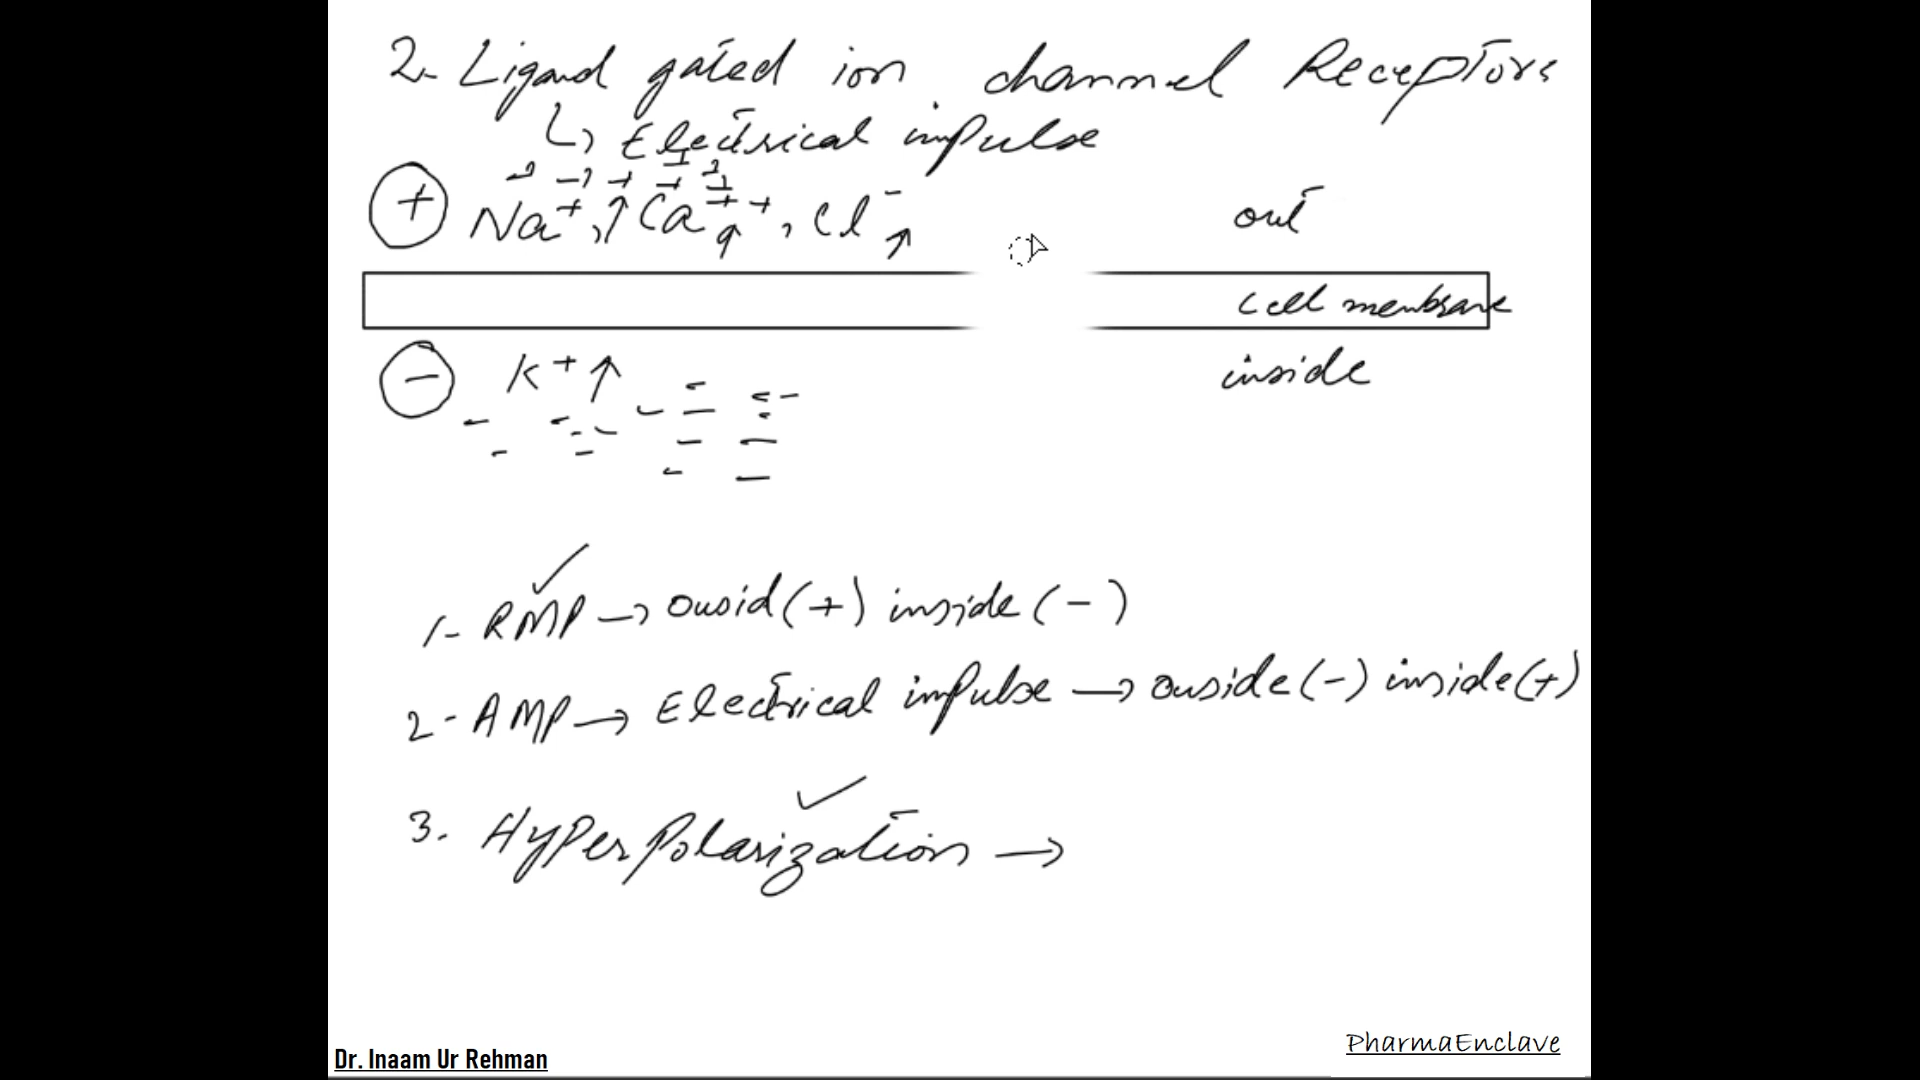 2- Ligand gated ion channel Receptors
↳ Electrical impulse
+ Na+, ↑ Ca++ ↑, Cl- ↑ out
cell membrane
- K+ ↑ inside
1- RMP → ousid (+) inside (-)
2- AMP → Electrical impulse → ouside (-) inside (+)
3. HyperPolarization →
Dr. Inaam Ur Rehman
PharmaEnclave